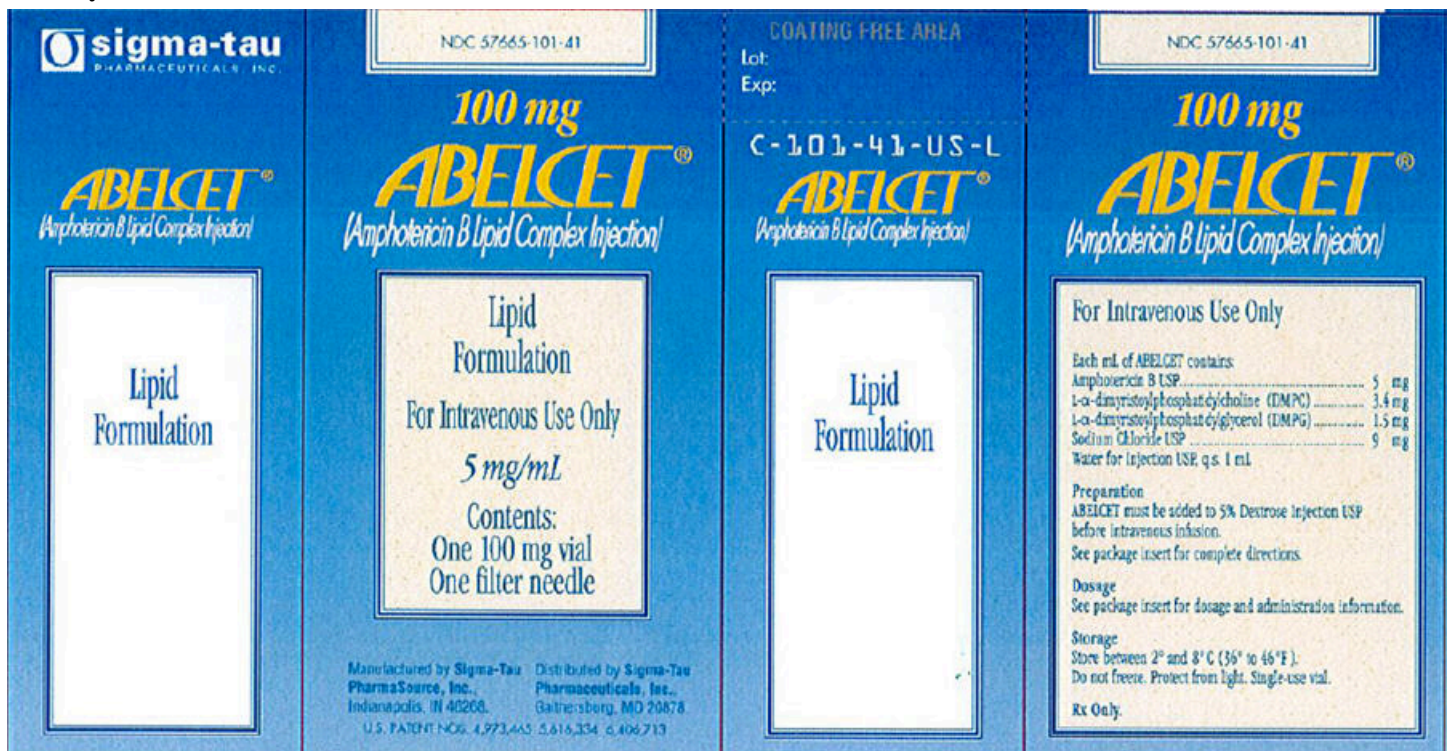 sigma-tau
PHARMACEUTICALS, INC.
ABELCET®
(Amphotericin B Lipid Complex Injection)
Lipid
Formulation
NDC 57665-101-41
100 mg
ABELCET®
(Amphotericin B Lipid Complex Injection)
Lipid
Formulation
For Intravenous Use Only
5 mg/mL
Contents:
One 100 mg vial
One filter needle
Manufactured by Sigma-Tau
PharmaSource, Inc.,
Indianapolis, IN 46268.
Distributed by Sigma-Tau
Pharmaceuticals, Inc.,
Gaithersburg, MD 20878
U.S. PATENT NOS. 4,973,465 5,616,334 6,406,713
COATING FREE AREA
Lot:
Exp:
C-101-41-US-L
ABELCET®
(Amphotericin B Lipid Complex Injection)
Lipid
Formulation
NDC 57665-101-41
100 mg
ABELCET®
(Amphotericin B Lipid Complex Injection)
For Intravenous Use Only
Each mL of ABELCET contains:
Amphotericin B USP 5 mg
L-α-dimyristoylphosphatidylcholine (DMPC) 3.4 mg
L-α-dimyristoylphosphatidylglycerol (DMPG) 1.5 mg
Sodium Chloride USP 9 mg
Water for Injection USP, q.s. 1 mL
Preparation
ABELCET must be added to 5% Dextrose Injection USP
before intravenous infusion.
See package insert for complete directions.
Dosage
See package insert for dosage and administration information.
Storage
Store between 2° and 8°C (36° to 46°F).
Do not freeze. Protect from light. Single-use vial.
Rx Only.